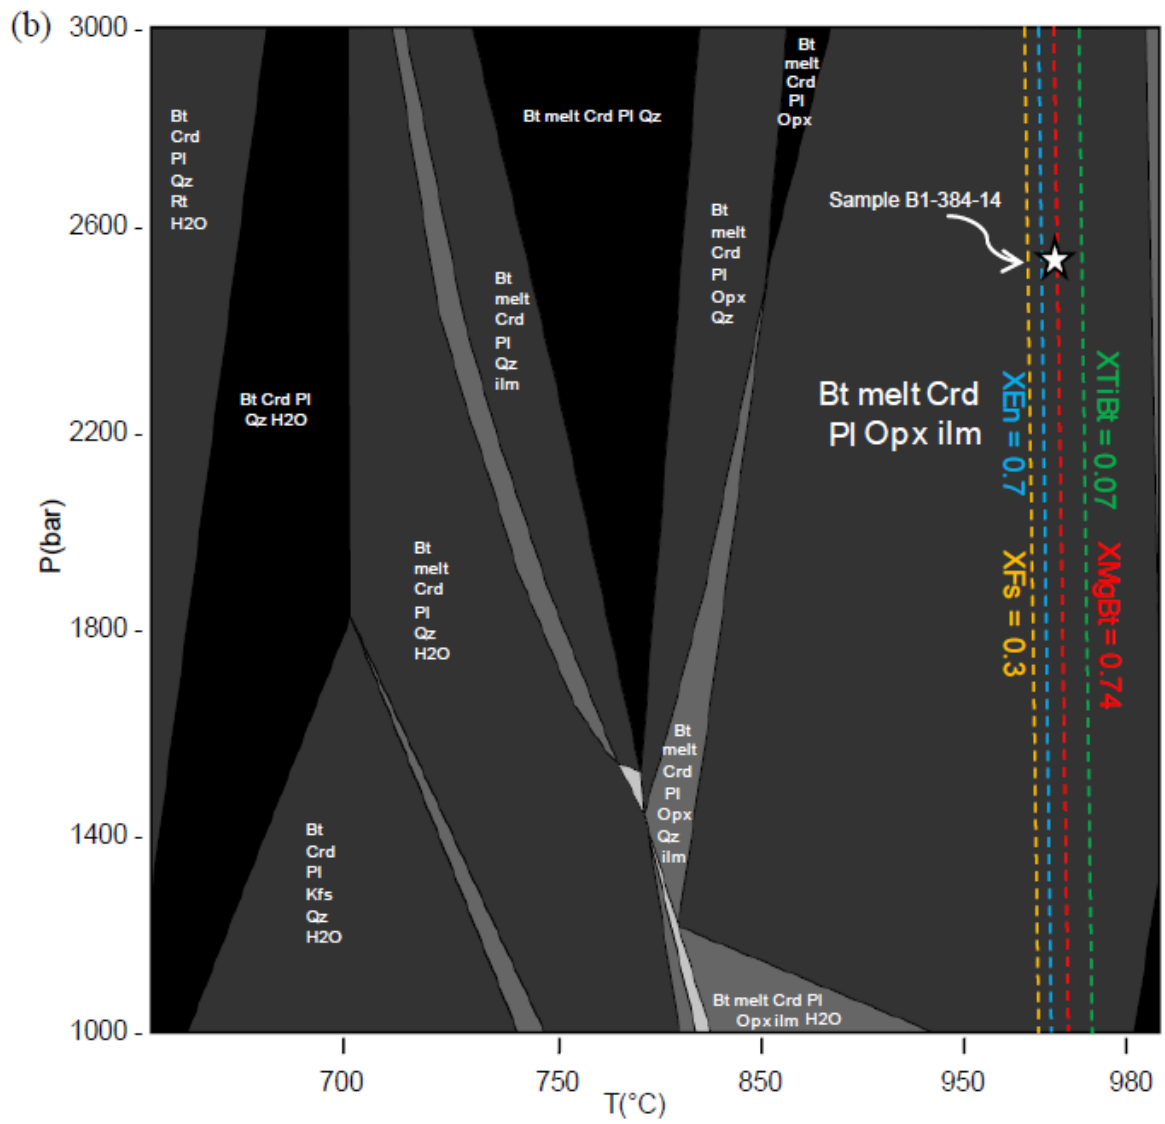 (b)
3000 -
2600 -
2200 -
1800 -
1400 -
1000 -
P(bar)
Bt
Crd
Pl
Qz
Rt
H2O
Bt Crd Pl
Qz H2O
Bt
Crd
Pl
Kfs
Qz
H2O
Bt
melt
Crd
Pl
Qz
H2O
Bt
melt
Crd
Pl
Qz
ilm
Bt melt Crd Pl Qz
Bt
melt
Crd
Pl
Opx
Qz
Bt
melt
Crd
Pl
Opx
Bt
melt
Crd
Pl
Opx
Qz
ilm
Bt melt Crd Pl
Opx ilm H2O
Sample B1-384-14
Bt melt Crd
Pl Opx ilm
XEn = 0.7
XFs = 0.3
XTiBt = 0.07
XMgBt = 0.74
700
750
850
950
980
T(°C)